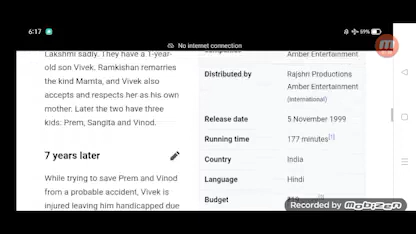 6:17
59%
No internet connection
Lakshmi sadly. They have a 1-year-
old son Vivek. Ramkishan remarries
the kind Mamta, and Vivek also
accepts and respects her as his own
mother. Later the two have three
kids: Prem, Sangita and Vinod.
7 years later
While trying to save Prem and Vinod
from a probable accident, Vivek is
injured leaving him handicapped due
Amber Entertainment
Distributed by
Rajshri Productions
Amber Entertainment
(International)
Release date
5 November 1999
Running time
177 minutes[1]
Country
India
Language
Hindi
Budget
Recorded by
MOBIZEN